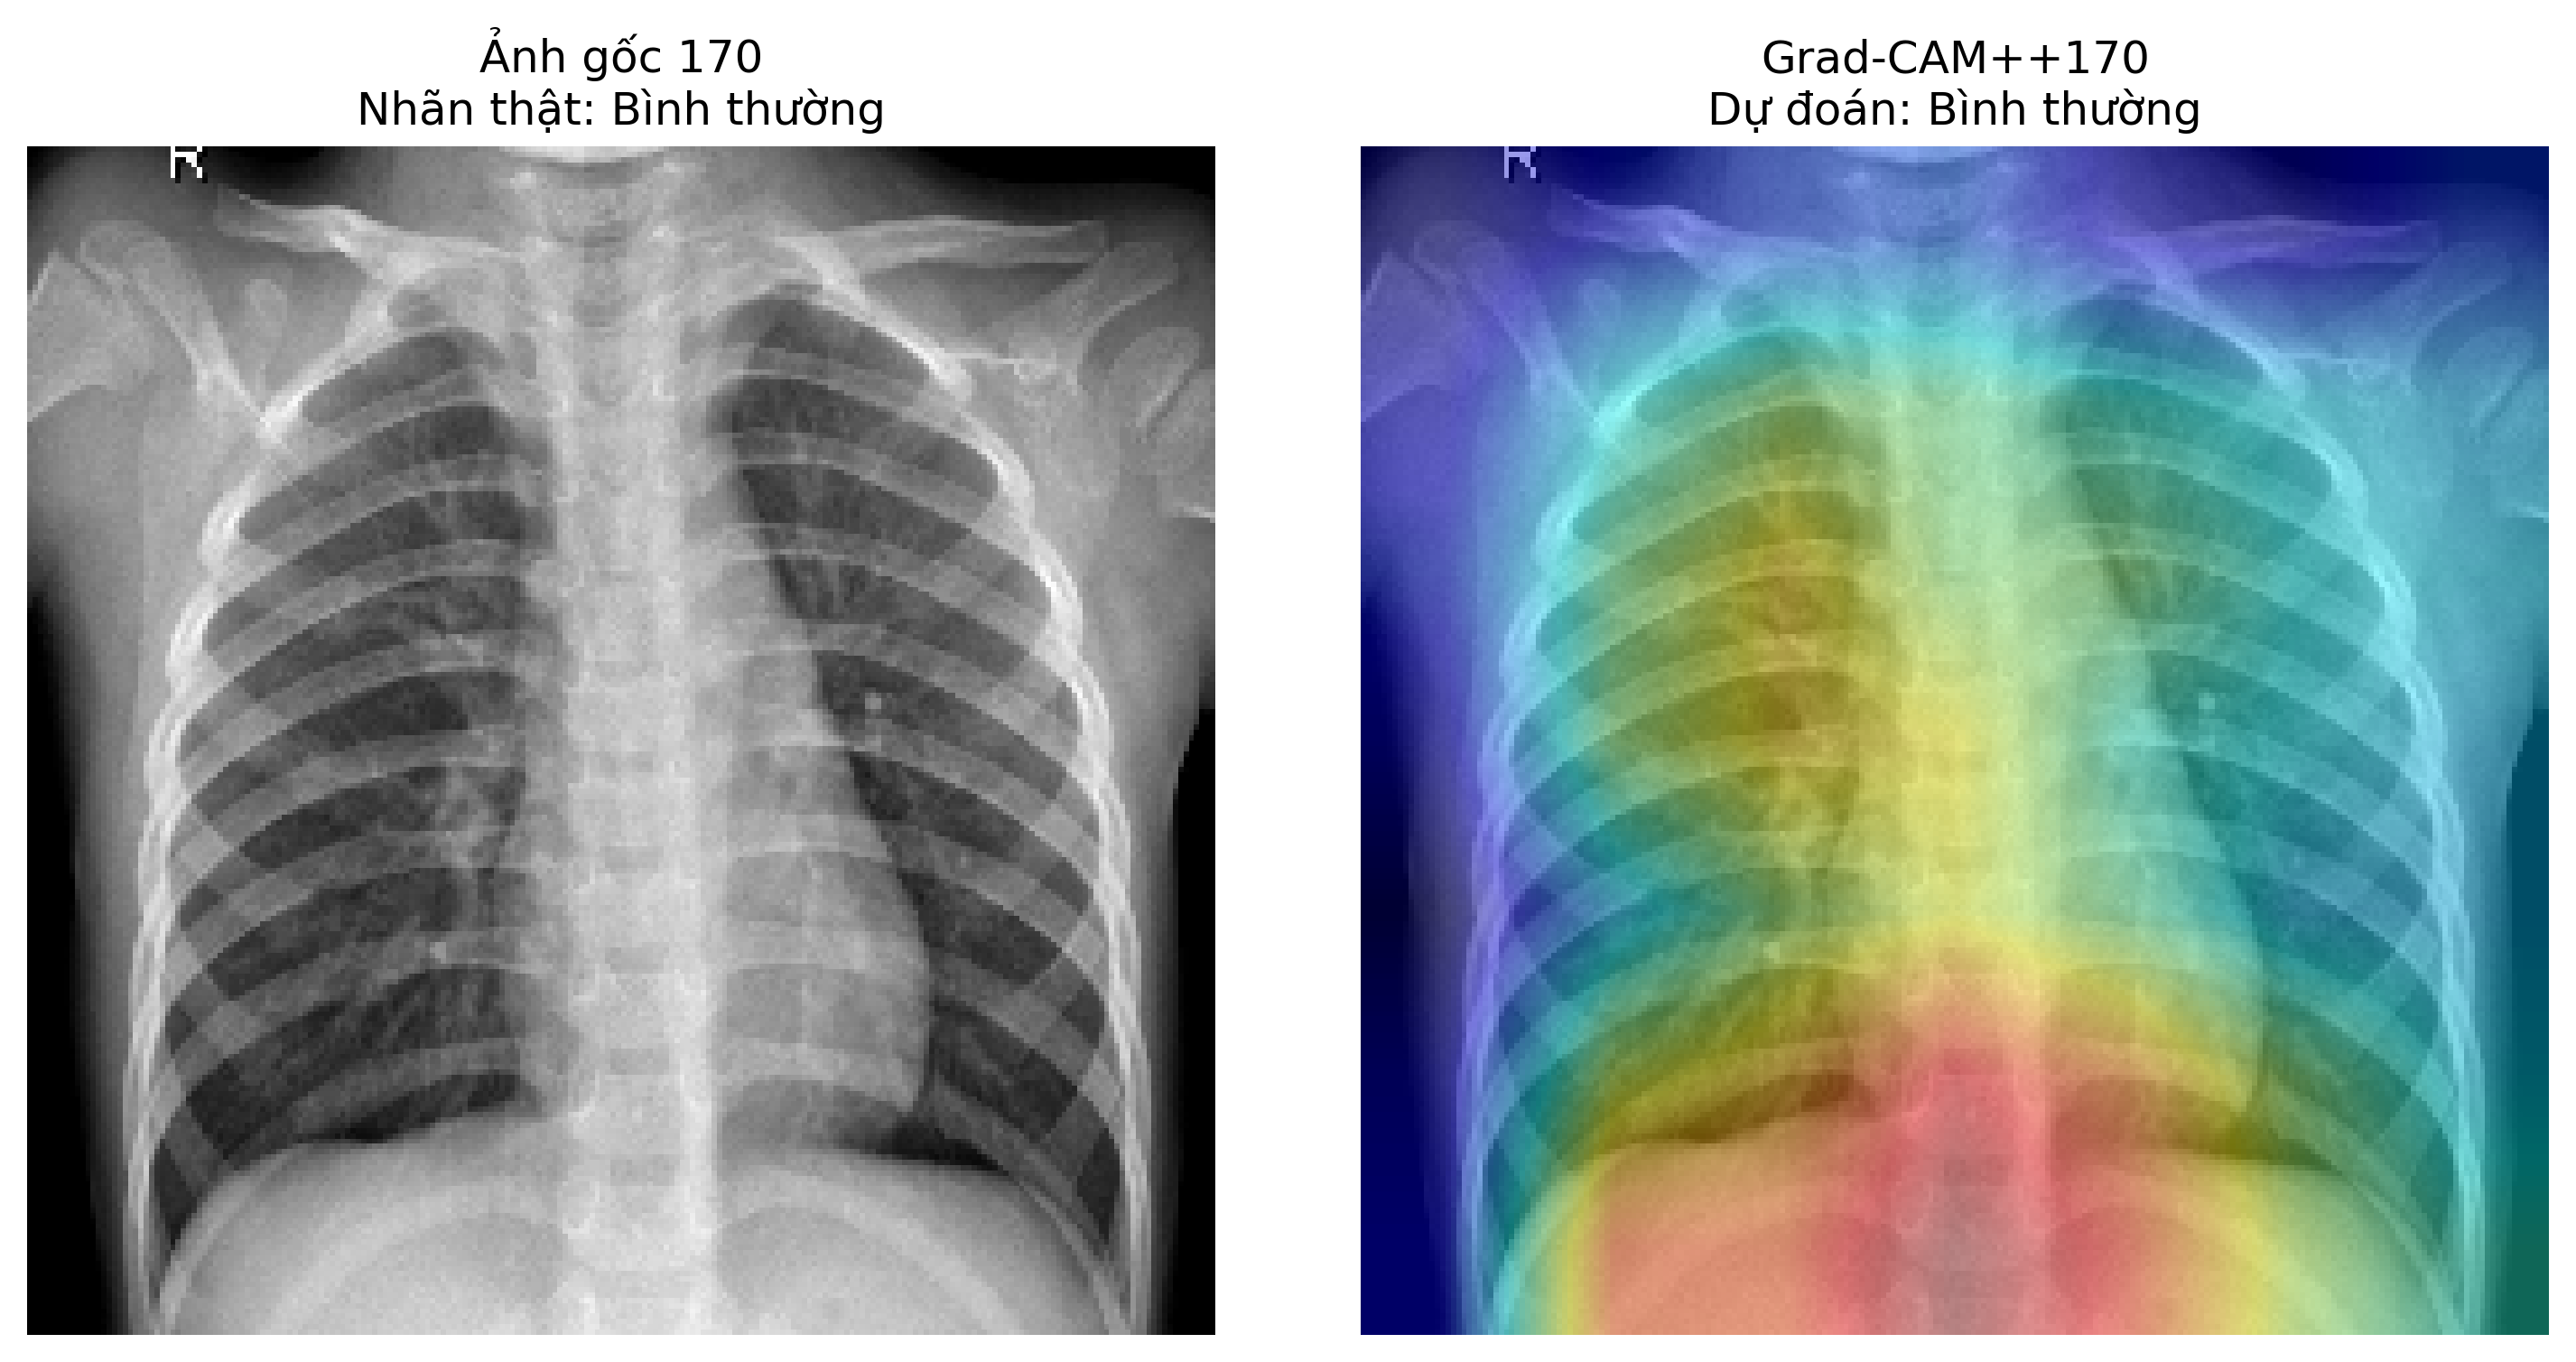 Ảnh gốc 170
Nhãn thật: Bình thường
Grad-CAM++170
Dự đoán: Bình thường
R
R